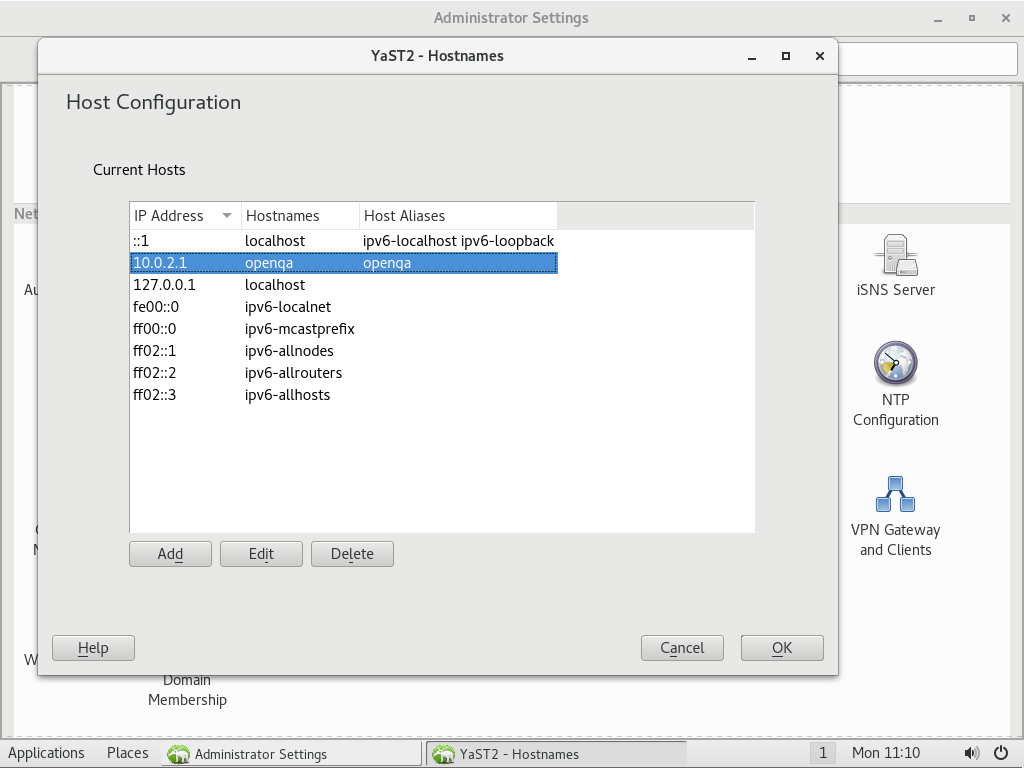 Administrator Settings
YaST2 - Hostnames
Host Configuration
Current Hosts
IP Address Hostnames Host Aliases
::1 localhost ipv6-localhost ipv6-loopback
10.0.2.1 openqa openqa
127.0.0.1 localhost
fe00::0 ipv6-localnet
ff00::0 ipv6-mcastprefix
ff02::1 ipv6-allnodes
ff02::2 ipv6-allrouters
ff02::3 ipv6-allhosts
Add Edit Delete
Help Cancel OK
Net
iSNS Server
NTP
Configuration
VPN Gateway
and Clients
Domain
Membership
Applications Places Administrator Settings YaST2 - Hostnames 1 Mon 11:10